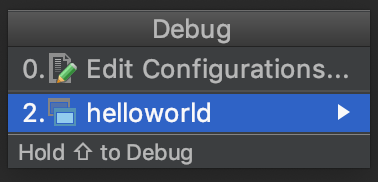 Debug
0. Edit Configurations...
2. helloworld
Hold ⇧ to Debug